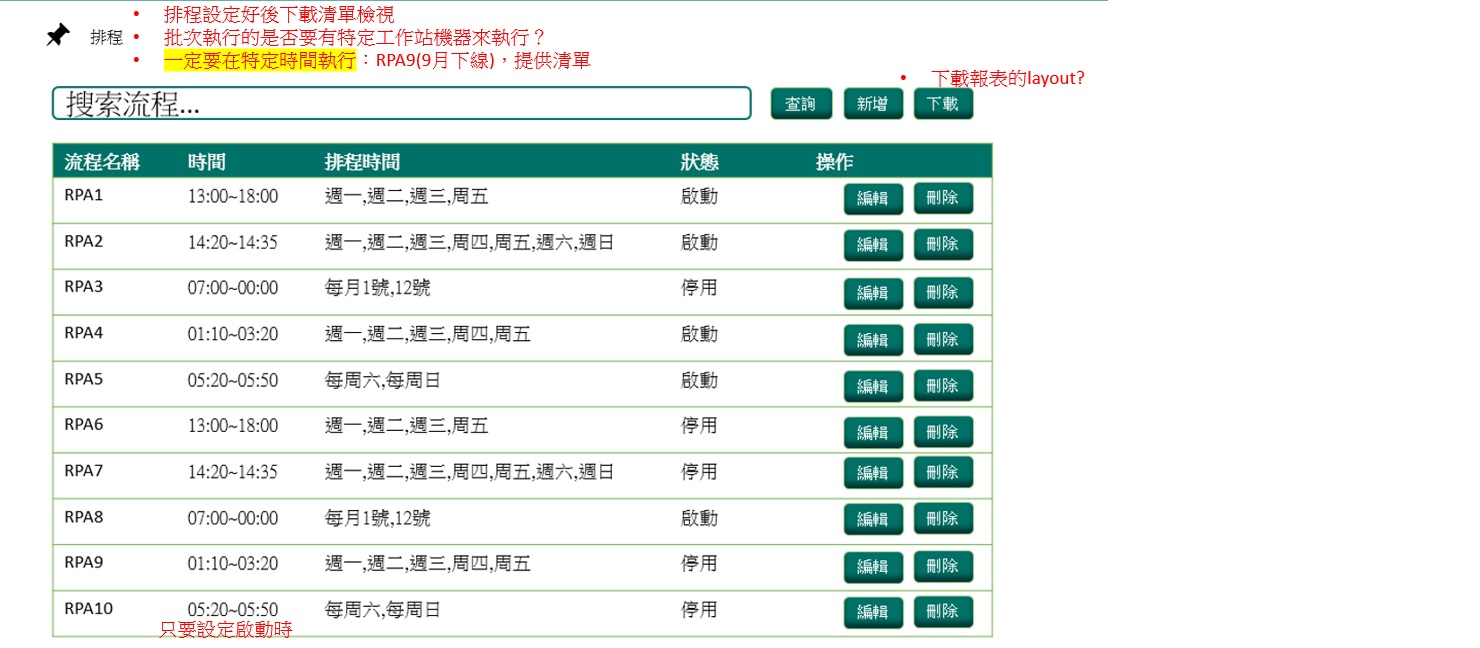 排程設定好後下載清單檢視
排程
批次執行的是否要有特定工作站機器來執行？
一定要在特定時間執行：RPA9(9月下線)，提供清單
下載報表的layout?
搜索流程... 查詢 新增 下載
流程名稱 時間 排程時間 狀態 操作
RPA1 13:00~18:00 週一,週二,週三,周五 啟動 編輯 刪除
RPA2 14:20~14:35 週一,週二,週三,周四,周五,週六,週日 啟動 編輯 刪除
RPA3 07:00~00:00 每月1號,12號 停用 編輯 刪除
RPA4 01:10~03:20 週一,週二,週三,周四,周五 啟動 編輯 刪除
RPA5 05:20~05:50 每周六,每周日 啟動 編輯 刪除
RPA6 13:00~18:00 週一,週二,週三,周五 停用 編輯 刪除
RPA7 14:20~14:35 週一,週二,週三,周四,周五,週六,週日 停用 編輯 刪除
RPA8 07:00~00:00 每月1號,12號 啟動 編輯 刪除
RPA9 01:10~03:20 週一,週二,週三,周四,周五 停用 編輯 刪除
RPA10 05:20~05:50 每周六,每周日 停用 編輯 刪除
只要設定啟動時